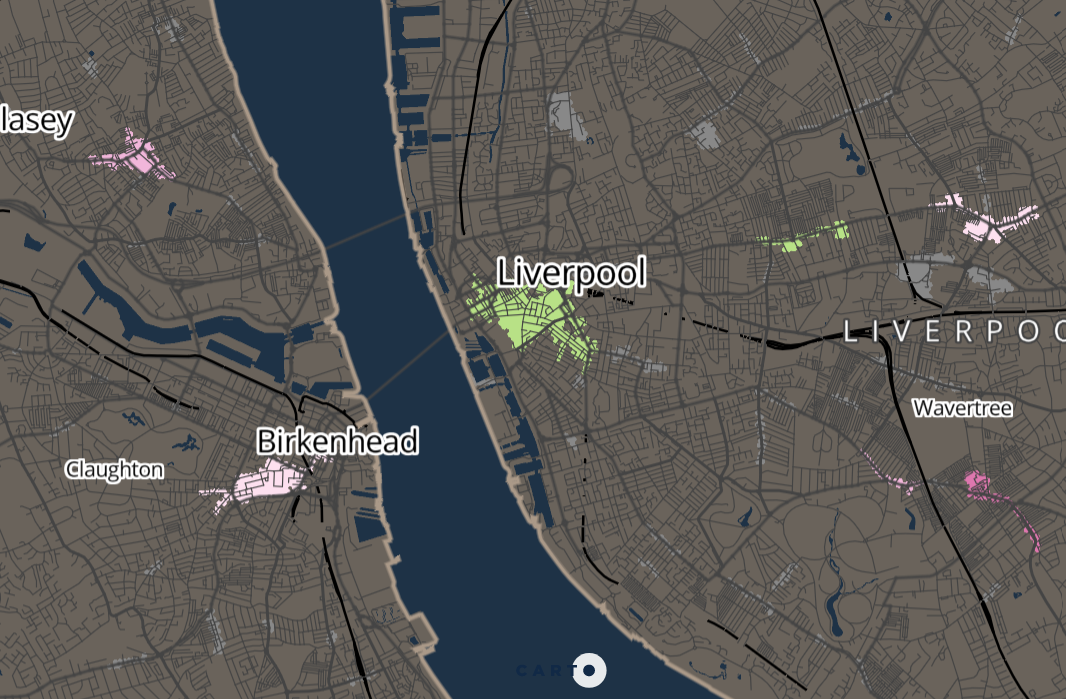 lasey
Liverpool
LIVERPOO
Wavertree
Birkenhead
Claughton
CARTO